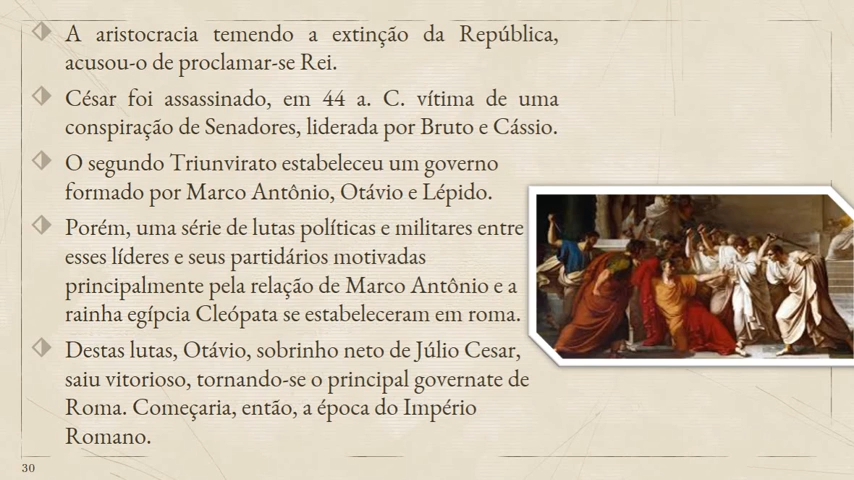 A aristocracia temendo a extinção da República,
acusou-o de proclamar-se Rei.
César foi assassinado, em 44 a. C. vítima de uma
conspiração de Senadores, liderada por Bruto e Cássio.
O segundo Triunvirato estabeleceu um governo
formado por Marco Antônio, Otávio e Lépido.
Porém, uma série de lutas políticas e militares entre
esses líderes e seus partidários motivadas
principalmente pela relação de Marco Antônio e a
rainha egípcia Cleópata se estabeleceram em roma.
Destas lutas, Otávio, sobrinho neto de Júlio Cesar,
saiu vitorioso, tornando-se o principal governate de
Roma. Começaria, então, a época do Império
Romano.
30